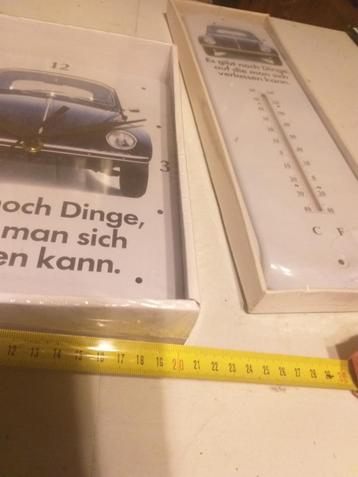 12
3
noch Dinge,
man sich
en kann.
Es gibt noch Dinge,
auf die man sich
verlassen kann.
C F
12 13 14 15 16 17 18 19 20 21 22 23 24 25 26 27 28 29